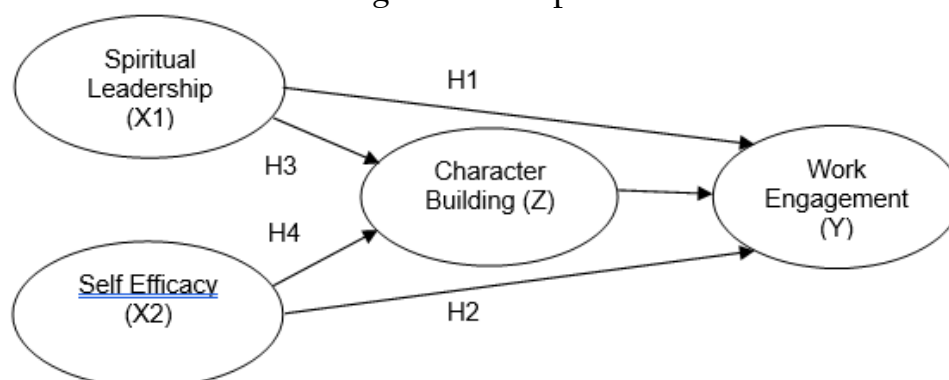 Spiritual
Leadership
(X1)
H1
H3
Character
Building (Z)
Work
Engagement
(Y)
H4
Self Efficacy
(X2)
H2